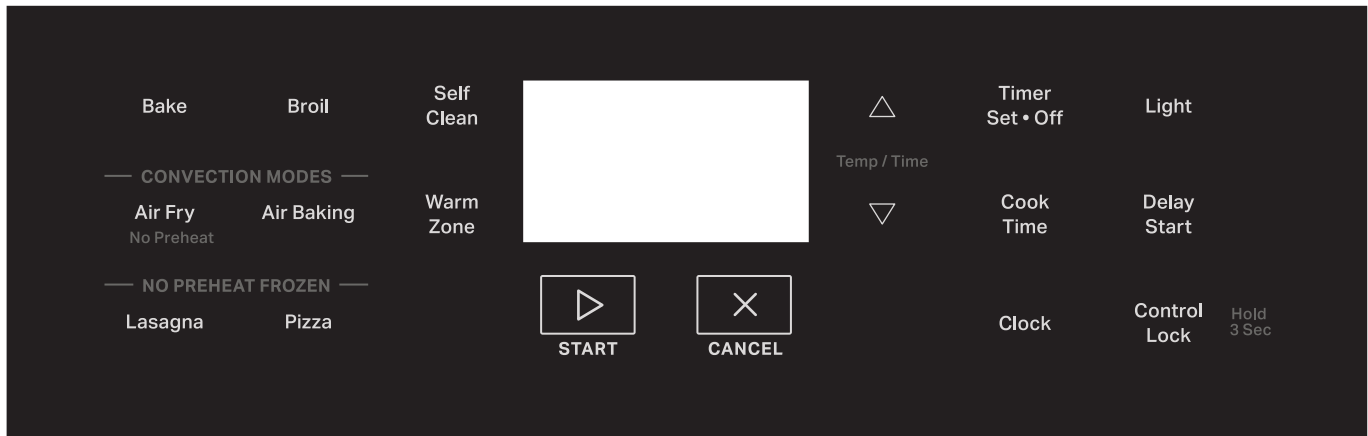 Bake
Broil
Self
Clean
CONVECTION MODES
Air Fry
No Preheat
Air Baking
Warm
Zone
NO PREHEAT FROZEN
Lasagna
Pizza
START
CANCEL
Temp / Time
Timer
Set • Off
Light
Cook
Time
Delay
Start
Clock
Control
Lock
Hold
3 Sec